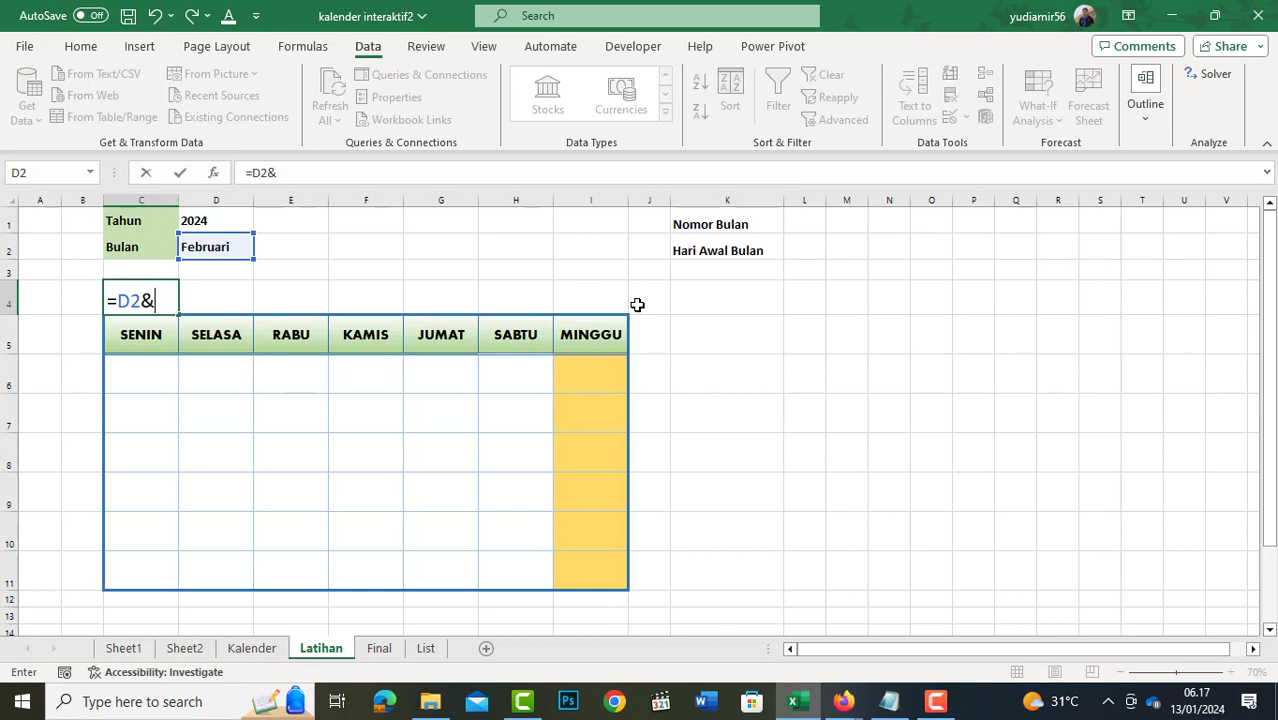 AutoSave Off
kalender interaktif2
Search
yudiamir56
File Home Insert Page Layout Formulas Data Review View Automate Developer Help Power Pivot
Comments Share
Get Data
From Text/CSV
From Web
From Table/Range
From Picture
Recent Sources
Existing Connections
Get & Transform Data
Refresh All
Queries & Connections
Properties
Workbook Links
Queries & Connections
Stocks Currencies
Data Types
Sort
Filter
Clear
Reapply
Advanced
Sort & Filter
Text to Columns
Data Tools
What-If Analysis
Forecast Sheet
Forecast
Outline
Solver
Analyze
D2 fx =D2&
A B C D E F G H I J K L M N O P Q R S T U V
1 Tahun 2024 Nomor Bulan
2 Bulan Februari Hari Awal Bulan
3
4 =D2&
5 SENIN SELASA RABU KAMIS JUMAT SABTU MINGGU
6
7
8
9
10
11
12
13
14
Sheet1 Sheet2 Kalender Latihan Final List
Enter Accessibility: Investigate 70%
Type here to search
321
31°C
06.17
13/01/2024